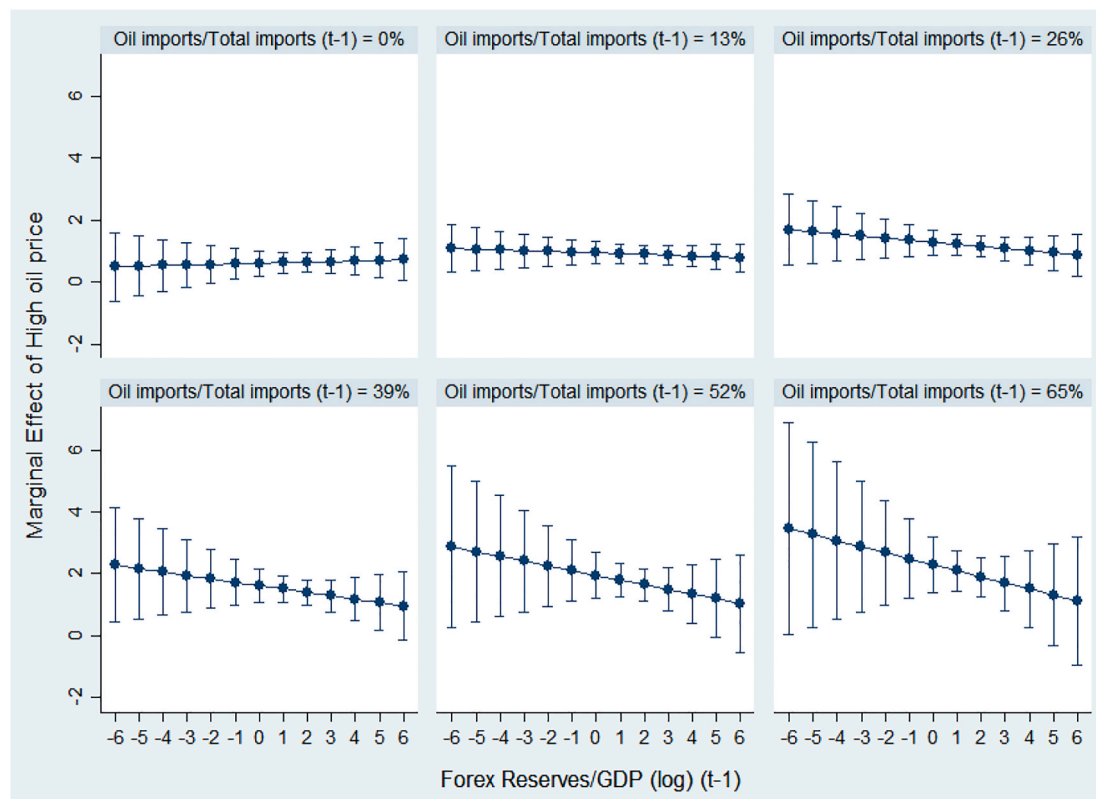 Oil imports/Total imports (t-1) = 0%
Oil imports/Total imports (t-1) = 13%
Oil imports/Total imports (t-1) = 26%
6
4
2
0
-2
Oil imports/Total imports (t-1) = 39%
Oil imports/Total imports (t-1) = 52%
Oil imports/Total imports (t-1) = 65%
6
4
2
0
-2
Marginal Effect of High oil price
-6 -5 -4 -3 -2 -1 0 1 2 3 4 5 6
-6 -5 -4 -3 -2 -1 0 1 2 3 4 5 6
-6 -5 -4 -3 -2 -1 0 1 2 3 4 5 6
Forex Reserves/GDP (log) (t-1)